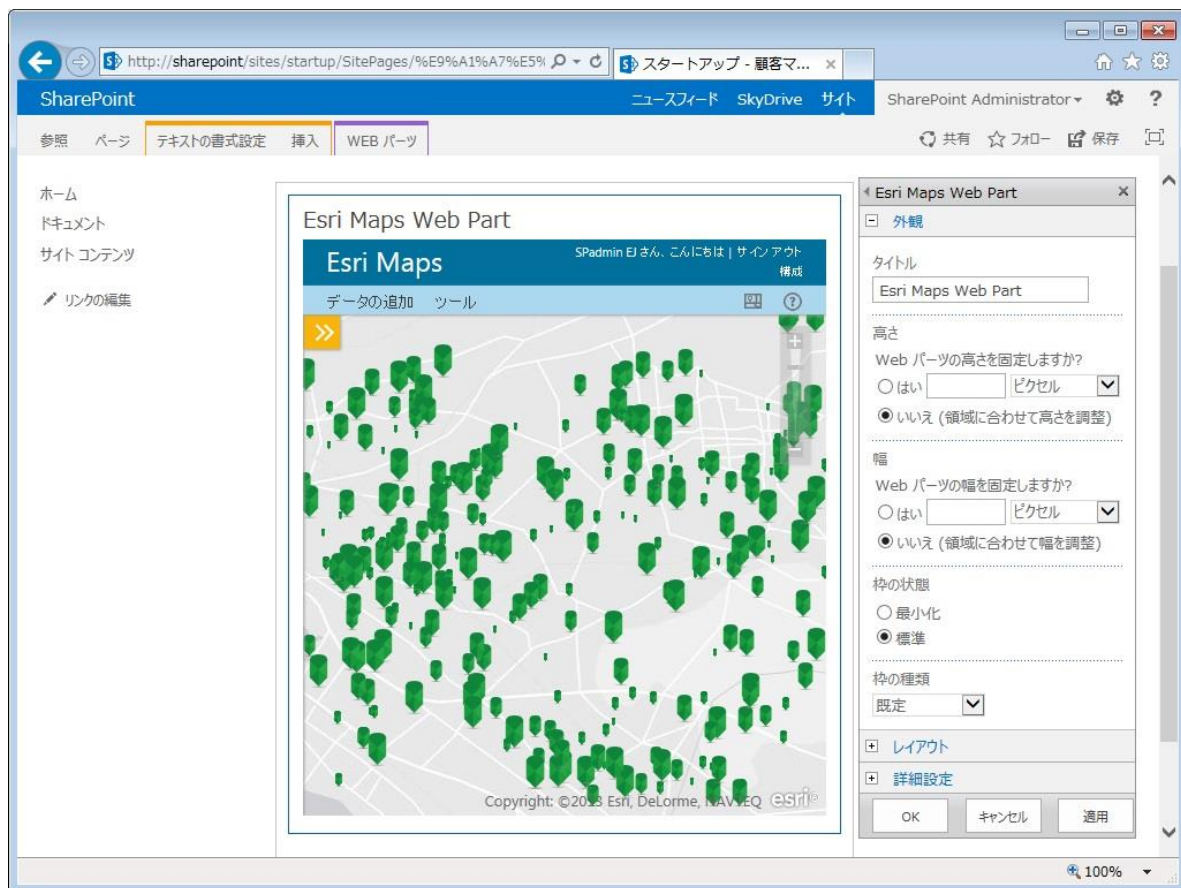 http://sharepoint/sites/startup/SitePages/%E9%A1%A7%E5%
スタートアップ - 顧客マ...
SharePoint
ニュースフィード SkyDrive サイト
SharePoint Administrator
?
参照 ページ テキストの書式設定 挿入 WEB パーツ
共有 フォロー 保存
ホーム
ドキュメント
サイト コンテンツ
リンクの編集
Esri Maps Web Part
Esri Maps
SPadmin EJ さん、こんにちは | サイン アウト
構成
データの追加 ツール
Copyright: ©2013 Esri, DeLorme, NAVTEQ esri
Esri Maps Web Part
外観
タイトル
Esri Maps Web Part
高さ
Web パーツの高さを固定しますか?
はい ピクセル
いいえ (領域に合わせて高さを調整)
幅
Web パーツの幅を固定しますか?
はい ピクセル
いいえ (領域に合わせて幅を調整)
枠の状態
最小化
標準
枠の種類
既定
レイアウト
詳細設定
OK キャンセル 適用
100%